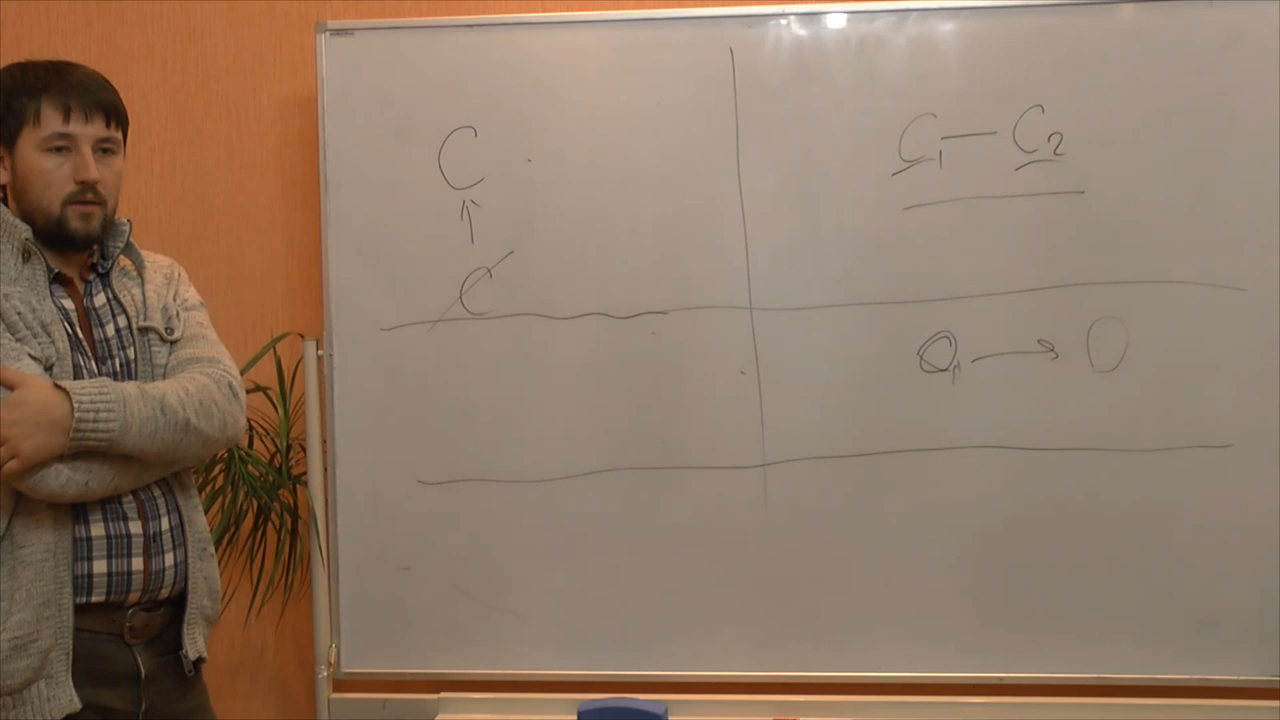 C
C
C₁ — C₂
O₁ → O